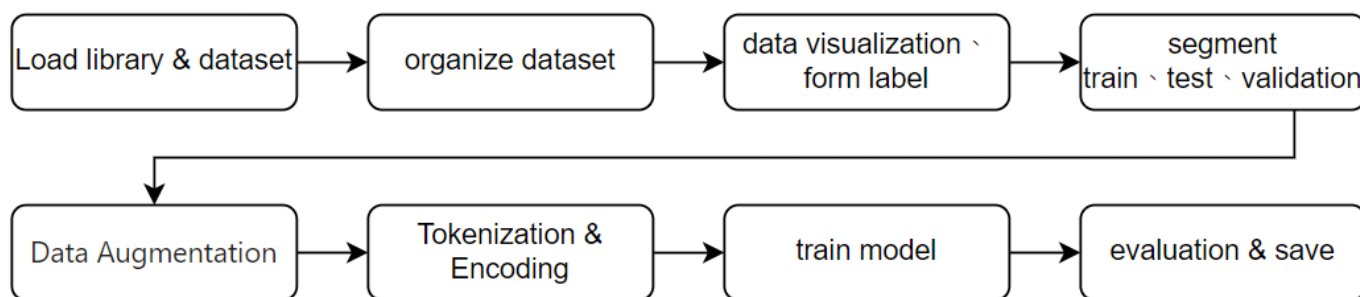 Load library & dataset
organize dataset
data visualization、
form label
segment
train、test、validation
Data Augmentation
Tokenization &
Encoding
train model
evaluation & save